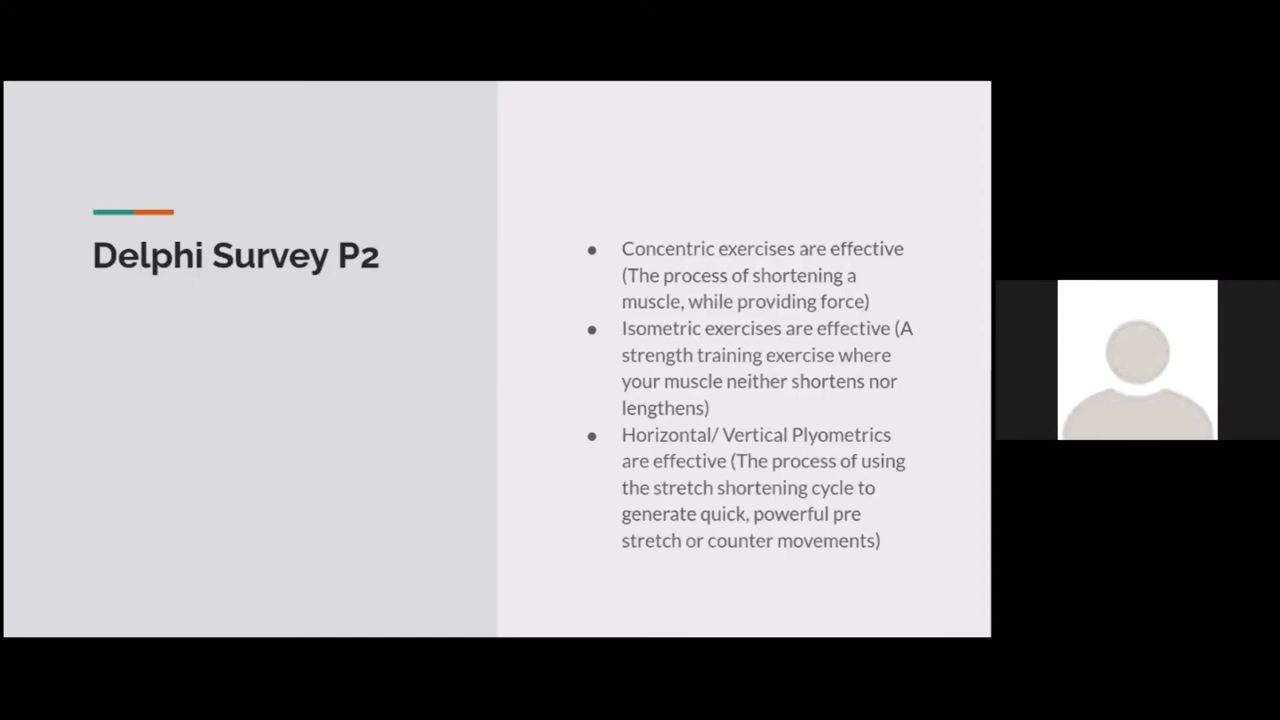 Delphi Survey P2
● Concentric exercises are effective
(The process of shortening a
muscle, while providing force)
● Isometric exercises are effective (A
strength training exercise where
your muscle neither shortens nor
lengthens)
● Horizontal/ Vertical Plyometrics
are effective (The process of using
the stretch shortening cycle to
generate quick, powerful pre
stretch or counter movements)